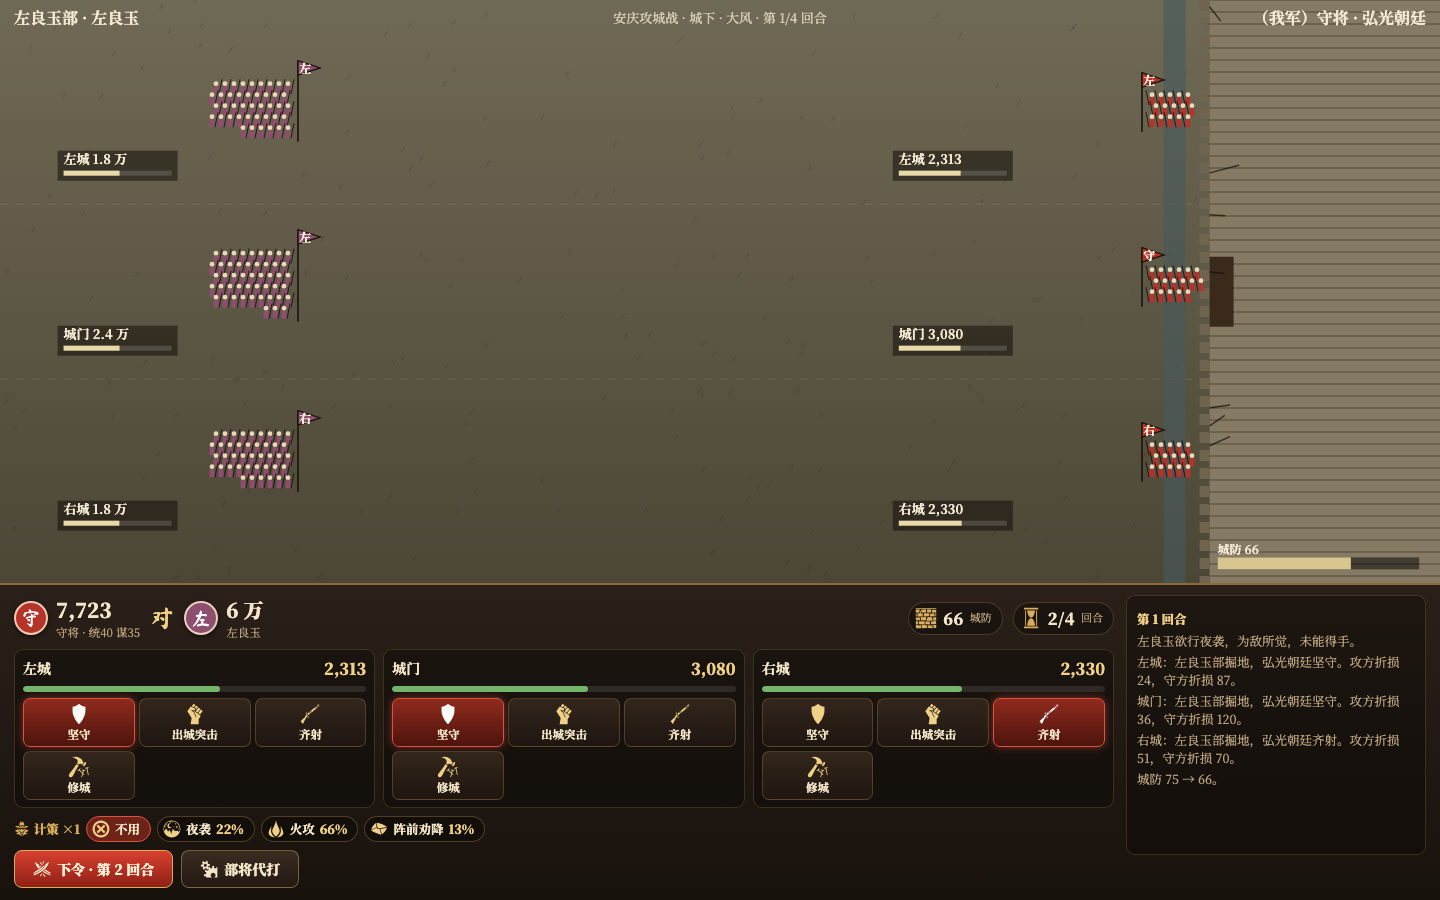 左良玉部 · 左良玉
安庆攻城战 · 城下 · 大风 · 第 1/4 回合
（我军）守将 · 弘光朝廷
左
左城 1.8 万
左
左城 2,313
左
城门 2.4 万
守
城门 3,080
右
右城 1.8 万
右
右城 2,330
城防 66
守
7,723
守将 · 统40 谋35
对
左
6 万
左良玉
66 城防
2/4 回合
左城 2,313
坚守
出城突击
齐射
修城
城门 3,080
坚守
出城突击
齐射
修城
右城 2,330
坚守
出城突击
齐射
修城
计策 ×1
不用
夜袭 22%
火攻 66%
阵前劝降 13%
下令 · 第 2 回合
部将代打
第 1 回合
左良玉欲行夜袭，为敌所觉，未能得手。
左城：左良玉部掘地，弘光朝廷坚守。攻方折损
24，守方折损 87。
城门：左良玉部掘地，弘光朝廷坚守。攻方折损
36，守方折损 120。
右城：左良玉部掘地，弘光朝廷齐射。攻方折损
51，守方折损 70。
城防 75 → 66。